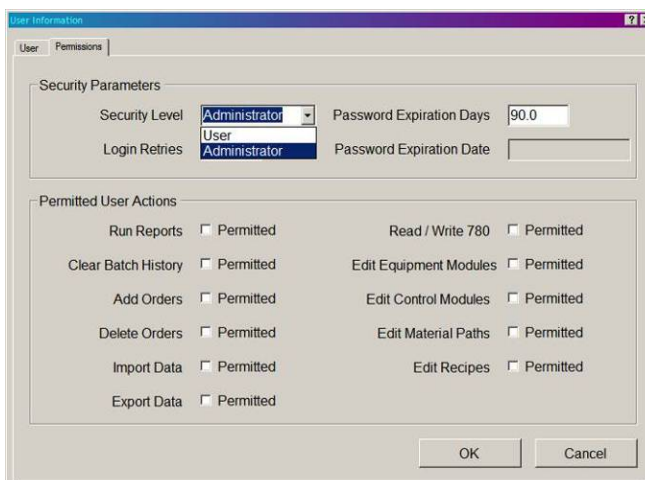 User Information
User Permissions
Security Parameters
Security Level Administrator Password Expiration Days 90.0
User
Login Retries Administrator Password Expiration Date
Permitted User Actions
Run Reports Permitted Read / Write 780 Permitted
Clear Batch History Permitted Edit Equipment Modules Permitted
Add Orders Permitted Edit Control Modules Permitted
Delete Orders Permitted Edit Material Paths Permitted
Import Data Permitted Edit Recipes Permitted
Export Data Permitted
OK Cancel